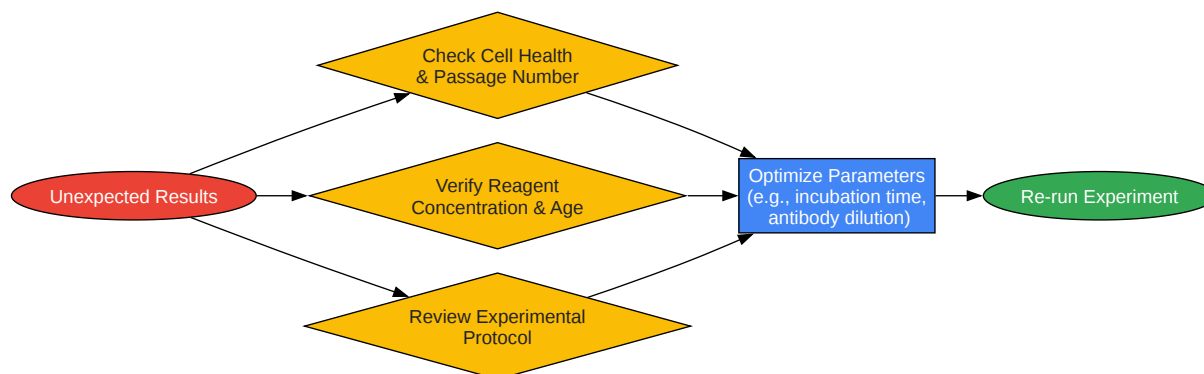 Check Cell Health
& Passage Number
Unexpected Results
Verify Reagent
Concentration & Age
Optimize Parameters
(e.g., incubation time,
antibody dilution)
Re-run Experiment
Review Experimental
Protocol